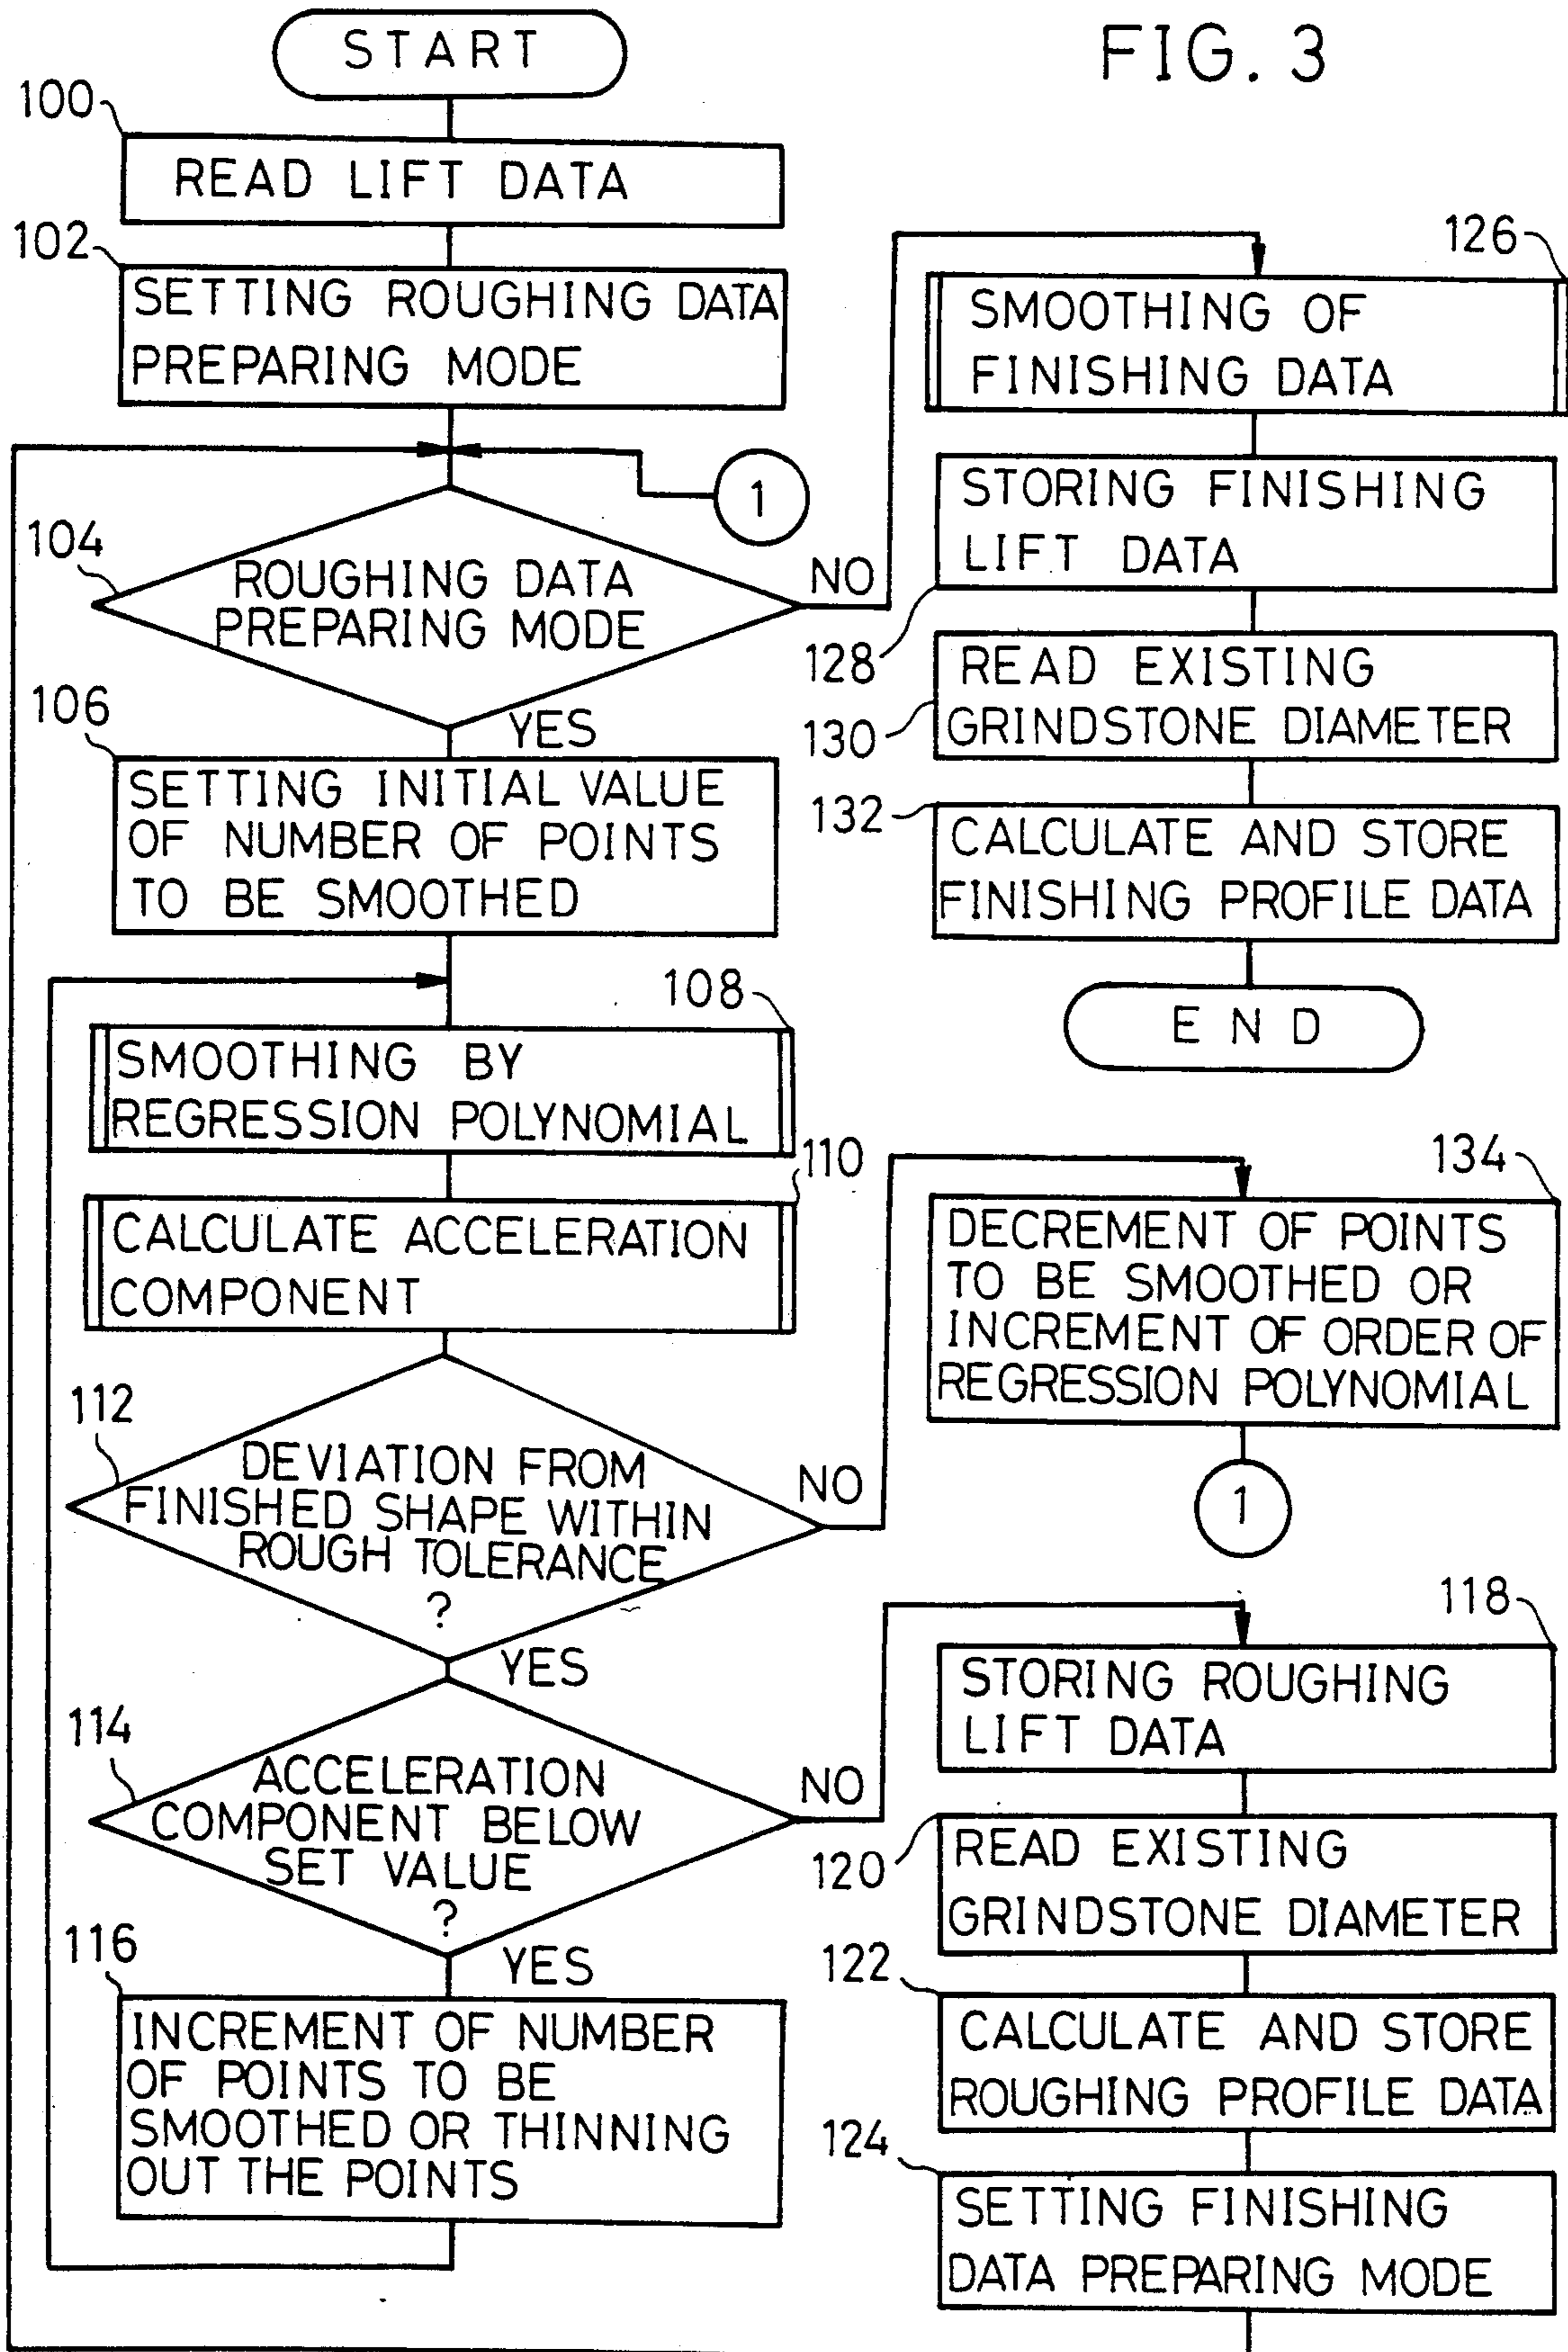 START
FIG. 3
100
READ LIFT DATA
102
SETTING ROUGHING DATA
PREPARING MODE
1
104
ROUGHING DATA
PREPARING MODE
NO
YES
106
SETTING INITIAL VALUE
OF NUMBER OF POINTS
TO BE SMOOTHED
108
SMOOTHING BY
REGRESSION POLYNOMIAL
110
CALCULATE ACCELERATION
COMPONENT
112
DEVIATION FROM
FINISHED SHAPE WITHIN
ROUGH TOLERANCE
?
NO
YES
114
ACCELERATION
COMPONENT BELOW
SET VALUE
?
NO
YES
116
INCREMENT OF NUMBER
OF POINTS TO BE
SMOOTHED OR THINNING
OUT THE POINTS
126
SMOOTHING OF
FINISHING DATA
STORING FINISHING
LIFT DATA
128
READ EXISTING
GRINDSTONE DIAMETER
130
132
CALCULATE AND STORE
FINISHING PROFILE DATA
END
134
DECREMENT OF POINTS
TO BE SMOOTHED OR
INCREMENT OF ORDER OF
REGRESSION POLYNOMIAL
1
118
STORING ROUGHING
LIFT DATA
120
READ EXISTING
GRINDSTONE DIAMETER
122
CALCULATE AND STORE
ROUGHING PROFILE DATA
124
SETTING FINISHING
DATA PREPARING MODE